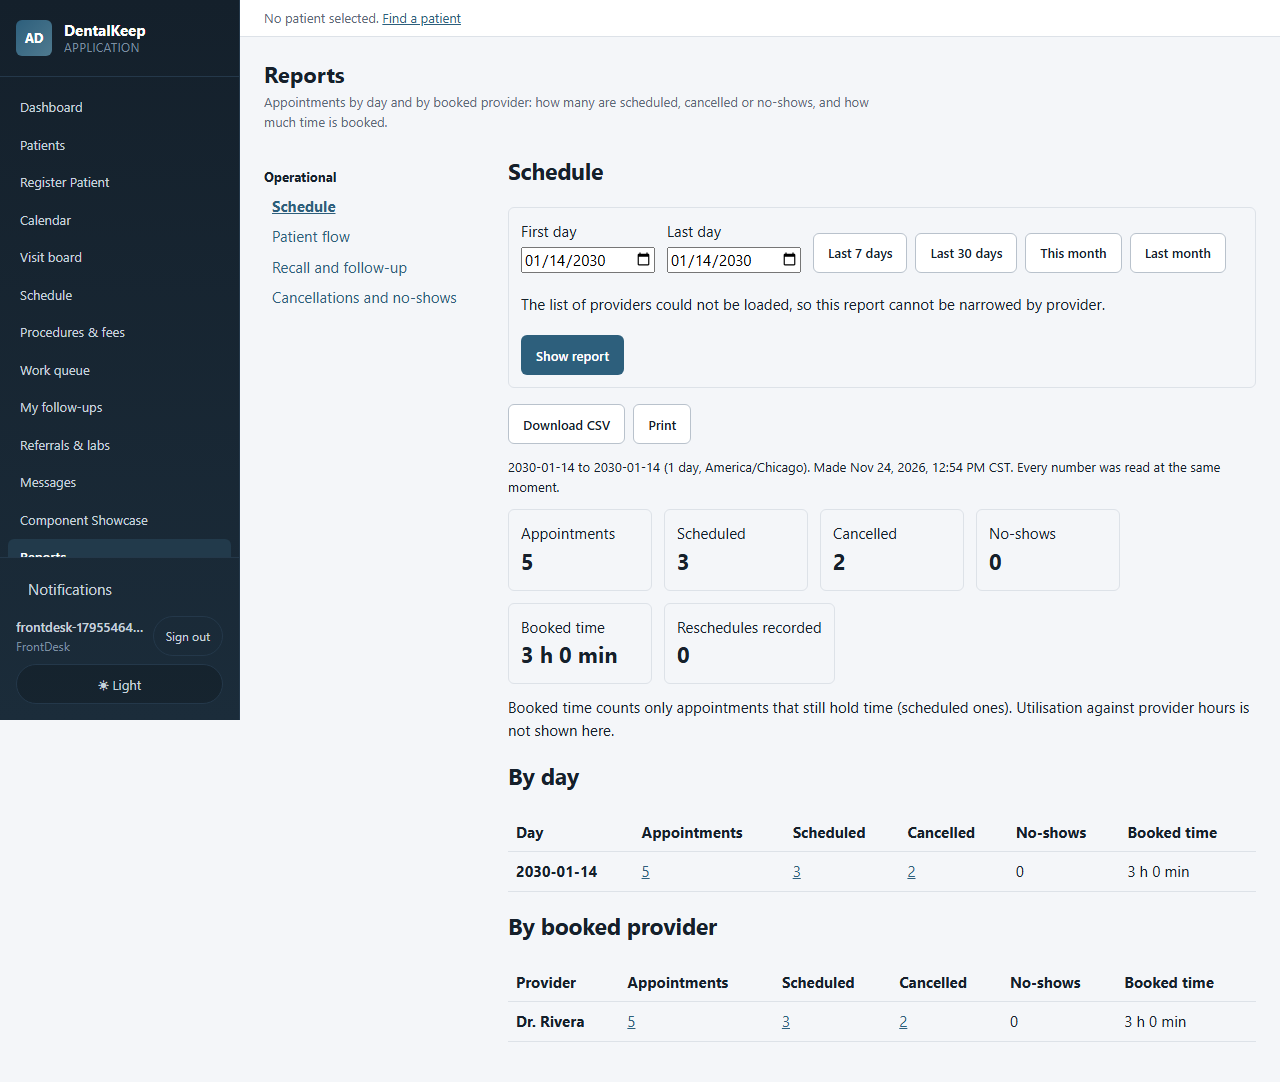 AD
DentalKeep
APPLICATION
Dashboard
Patients
Register Patient
Calendar
Visit board
Schedule
Procedures & fees
Work queue
My follow-ups
Referrals & labs
Messages
Component Showcase
Reports
Notifications
frontdesk-17955464...
FrontDesk
Sign out
☀ Light
No patient selected. Find a patient
Reports
Appointments by day and by booked provider: how many are scheduled, cancelled or no-shows, and how
much time is booked.
Operational
Schedule
Patient flow
Recall and follow-up
Cancellations and no-shows
Schedule
First day
Last day
01/14/2030
01/14/2030
Last 7 days
Last 30 days
This month
Last month
The list of providers could not be loaded, so this report cannot be narrowed by provider.
Show report
Download CSV
Print
2030-01-14 to 2030-01-14 (1 day, America/Chicago). Made Nov 24, 2026, 12:54 PM CST. Every number was read at the same
moment.
Appointments
5
Scheduled
3
Cancelled
2
No-shows
0
Booked time
3 h 0 min
Reschedules recorded
0
Booked time counts only appointments that still hold time (scheduled ones). Utilisation against provider hours is
not shown here.
By day
Day Appointments Scheduled Cancelled No-shows Booked time
2030-01-14 5 3 2 0 3 h 0 min
By booked provider
Provider Appointments Scheduled Cancelled No-shows Booked time
Dr. Rivera 5 3 2 0 3 h 0 min